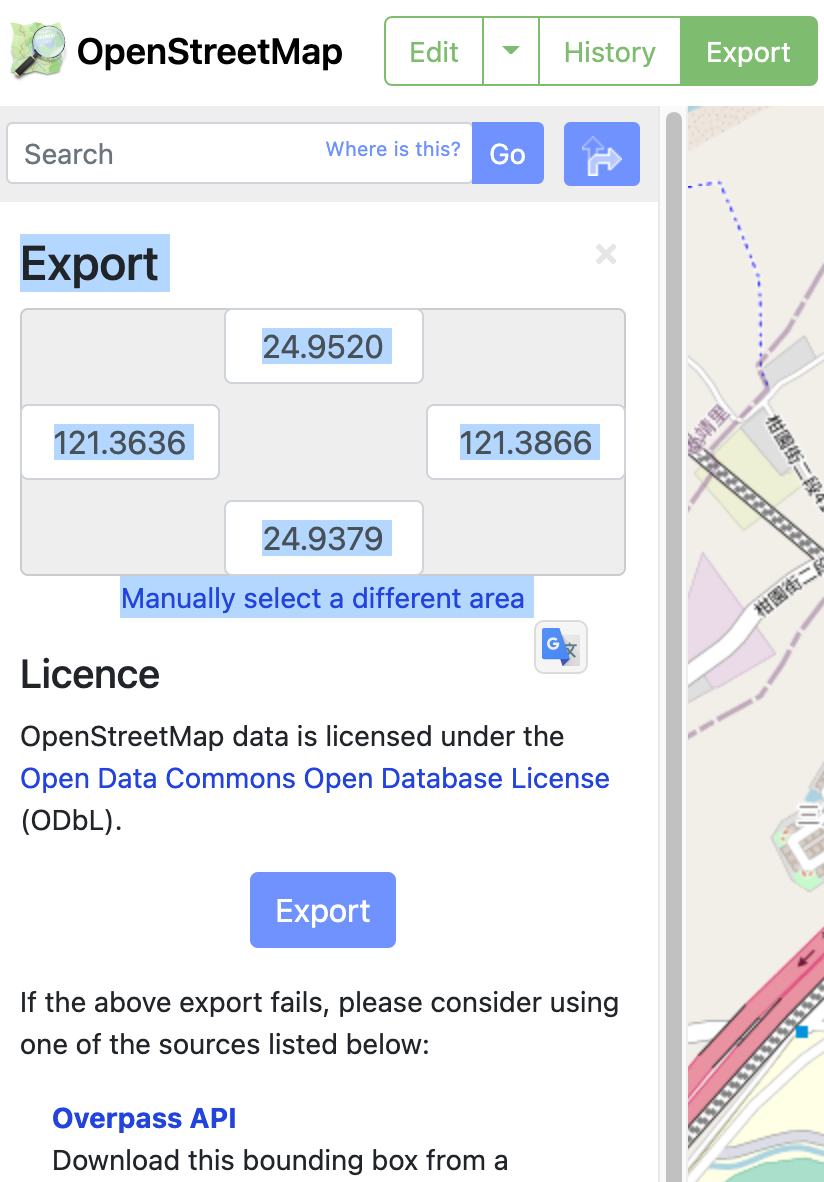 OpenStreetMap
Edit
History
Export
Search
Where is this?
Go
Export
24.9520
121.3636
121.3866
24.9379
Manually select a different area
Licence
OpenStreetMap data is licensed under the
Open Data Commons Open Database License
(ODbL).
Export
If the above export fails, please consider using
one of the sources listed below:
Overpass API
Download this bounding box from a
靖里
柑園街二段4
柑園街二段
三